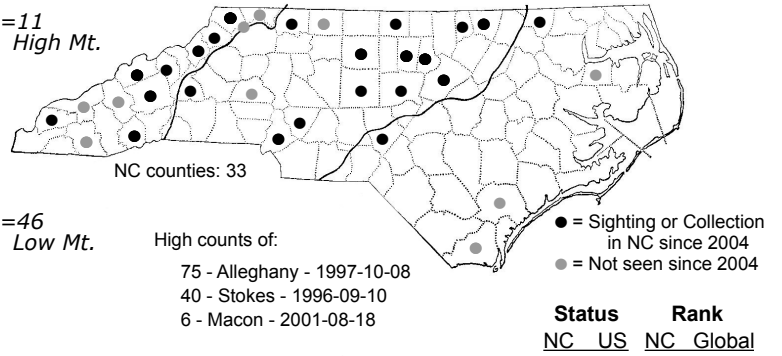 =11
High Mt.
NC counties: 33
=46
Low Mt.
High counts of:
75 - Alleghany - 1997-10-08
40 - Stokes - 1996-09-10
6 - Macon - 2001-08-18
● = Sighting or Collection
in NC since 2004
● = Not seen since 2004
Status Rank
NC US NC Global